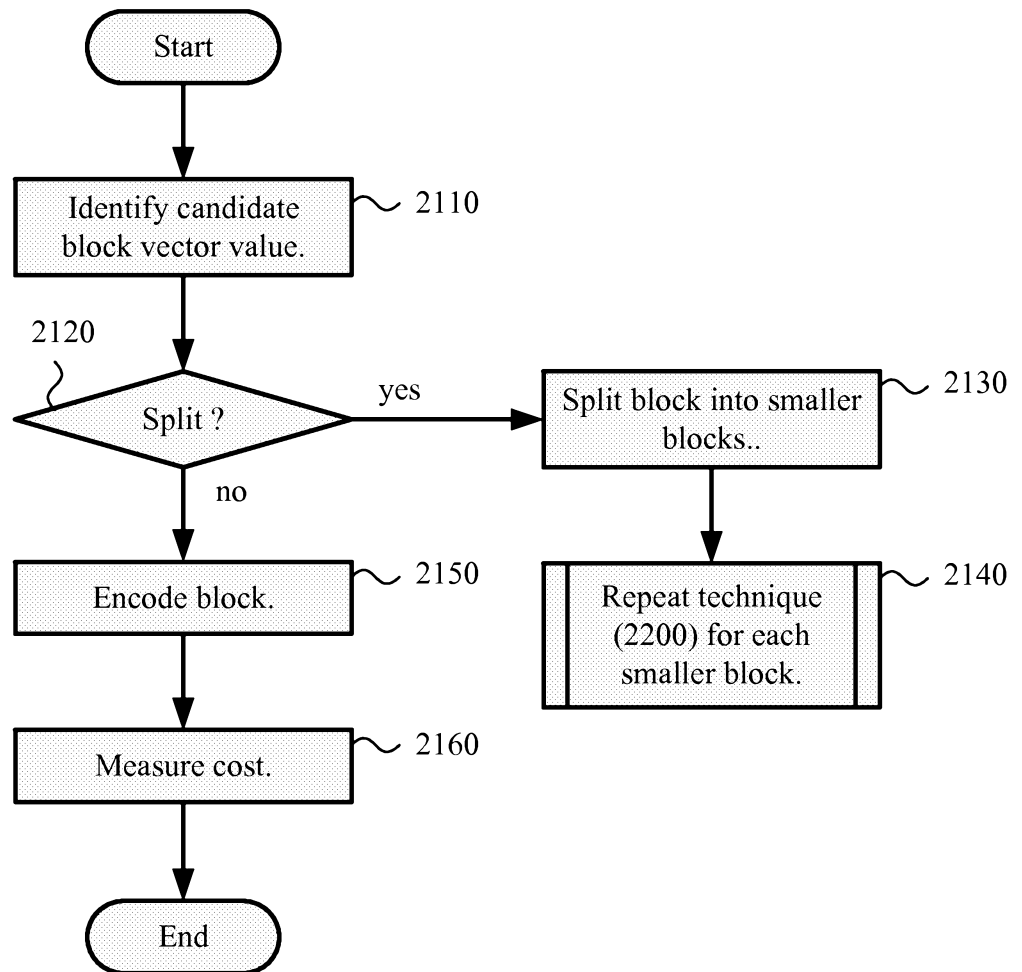 Start
Identify candidate
block vector value.
2110
2120
Split ?
yes
no
Split block into smaller
blocks..
2130
Repeat technique
(2200) for each
smaller block.
2140
Encode block.
2150
Measure cost.
2160
End